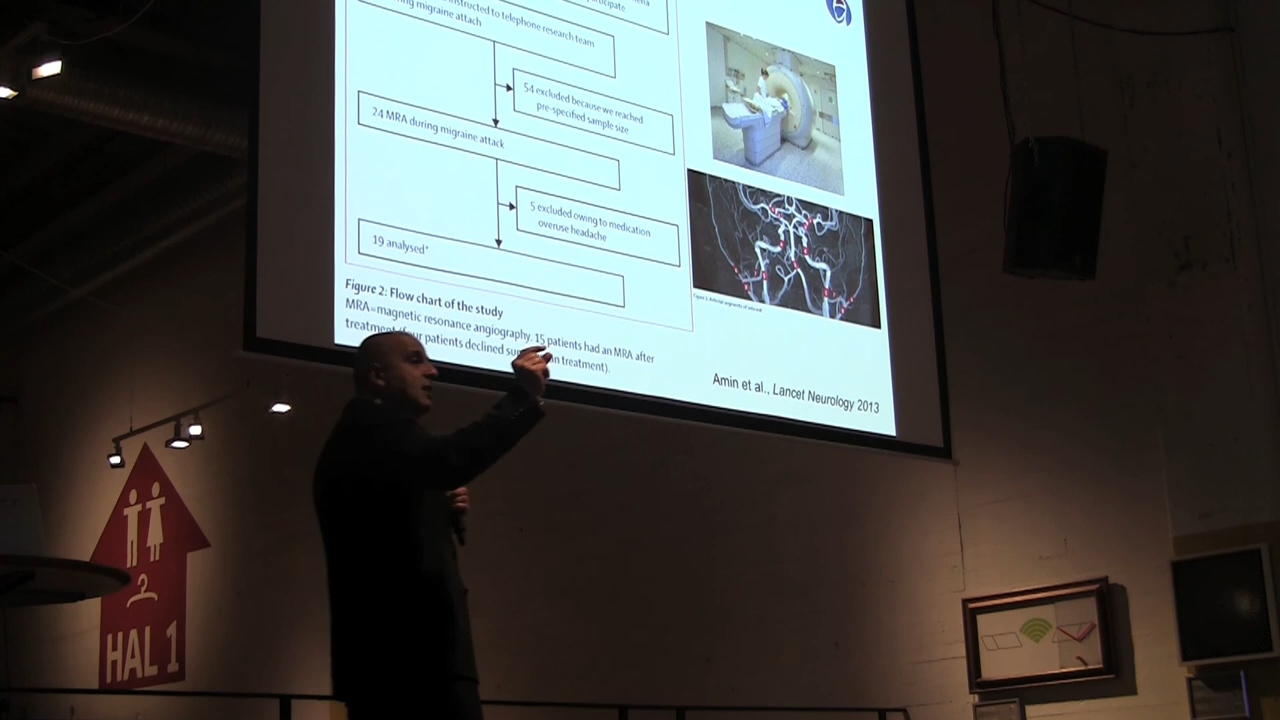 participate
instructed to telephone research team
during migraine attack
54 excluded because we reached
pre-specified sample size
24 MRA during migraine attack
5 excluded owing to medication
overuse headache
19 analysed*
Figure 2: Flow chart of the study
MRA=magnetic resonance angiography. 15 patients had an MRA after
treatment (four patients declined treatment).
Amin et al., Lancet Neurology 2013
HAL 1